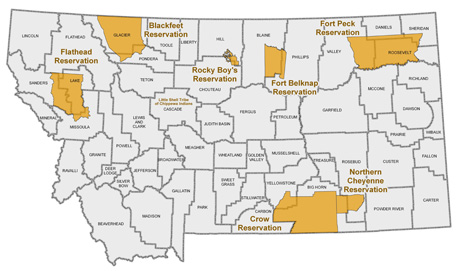 Blackfeet
Reservation
Fort Peck
Reservation
LINCOLN
FLATHEAD
GLACIER
TOOLE
LIBERTY
HILL
BLAINE
PHILLIPS
VALLEY
DANIELS
SHERIDAN
ROOSEVELT
Flathead
Reservation
PONDERA
Rocky Boy's
Reservation
Fort Belknap
Reservation
SANDERS
LAKE
TETON
CHOUTEAU
RICHLAND
MCCONE
Little Shell Tribe
of Chippewa Indians
CASCADE
MINERAL
MISSOULA
LEWIS
AND
CLARK
FERGUS
PETROLEUM
GARFIELD
DAWSON
JUDITH BASIN
PRAIRIE
WIBAUX
POWELL
GRANITE
MEAGHER
WHEATLAND
GOLDEN
VALLEY
MUSSELSHELL
TREASURE
ROSEBUD
CUSTER
FALLON
RAVALLI
DEER
LODGE
SILVER
BOW
JEFFERSON
BROADWATER
SWEET
GRASS
STILLWATER
YELLOWSTONE
BIG HORN
Northern
Cheyenne
Reservation
GALLATIN
PARK
CARBON
Crow
Reservation
POWDER RIVER
CARTER
BEAVERHEAD
MADISON